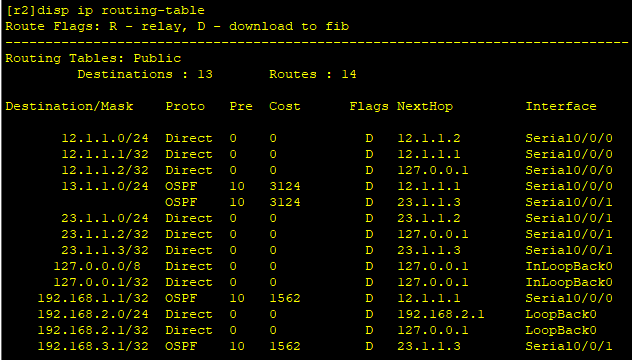 [r2]disp ip routing-table
Route Flags: R - relay, D - download to fib
------------------------------------------------------------------------------
Routing Tables: Public
         Destinations : 13       Routes : 14

Destination/Mask    Proto   Pre  Cost      Flags NextHop         Interface

       12.1.1.0/24  Direct  0    0           D   12.1.1.2        Serial0/0/0
       12.1.1.1/32  Direct  0    0           D   12.1.1.1        Serial0/0/0
       12.1.1.2/32  Direct  0    0           D   127.0.0.1       Serial0/0/0
       13.1.1.0/24  OSPF    10   3124        D   12.1.1.1        Serial0/0/0
                    OSPF    10   3124        D   23.1.1.3        Serial0/0/1
       23.1.1.0/24  Direct  0    0           D   23.1.1.2        Serial0/0/1
       23.1.1.2/32  Direct  0    0           D   127.0.0.1       Serial0/0/1
       23.1.1.3/32  Direct  0    0           D   23.1.1.3        Serial0/0/1
      127.0.0.0/8   Direct  0    0           D   127.0.0.1       InLoopBack0
      127.0.0.1/32  Direct  0    0           D   127.0.0.1       InLoopBack0
    192.168.1.1/32  OSPF    10   1562        D   12.1.1.1        Serial0/0/0
    192.168.2.0/24  Direct  0    0           D   192.168.2.1     LoopBack0
    192.168.2.1/32  Direct  0    0           D   127.0.0.1       LoopBack0
    192.168.3.1/32  OSPF    10   1562        D   23.1.1.3        Serial0/0/1